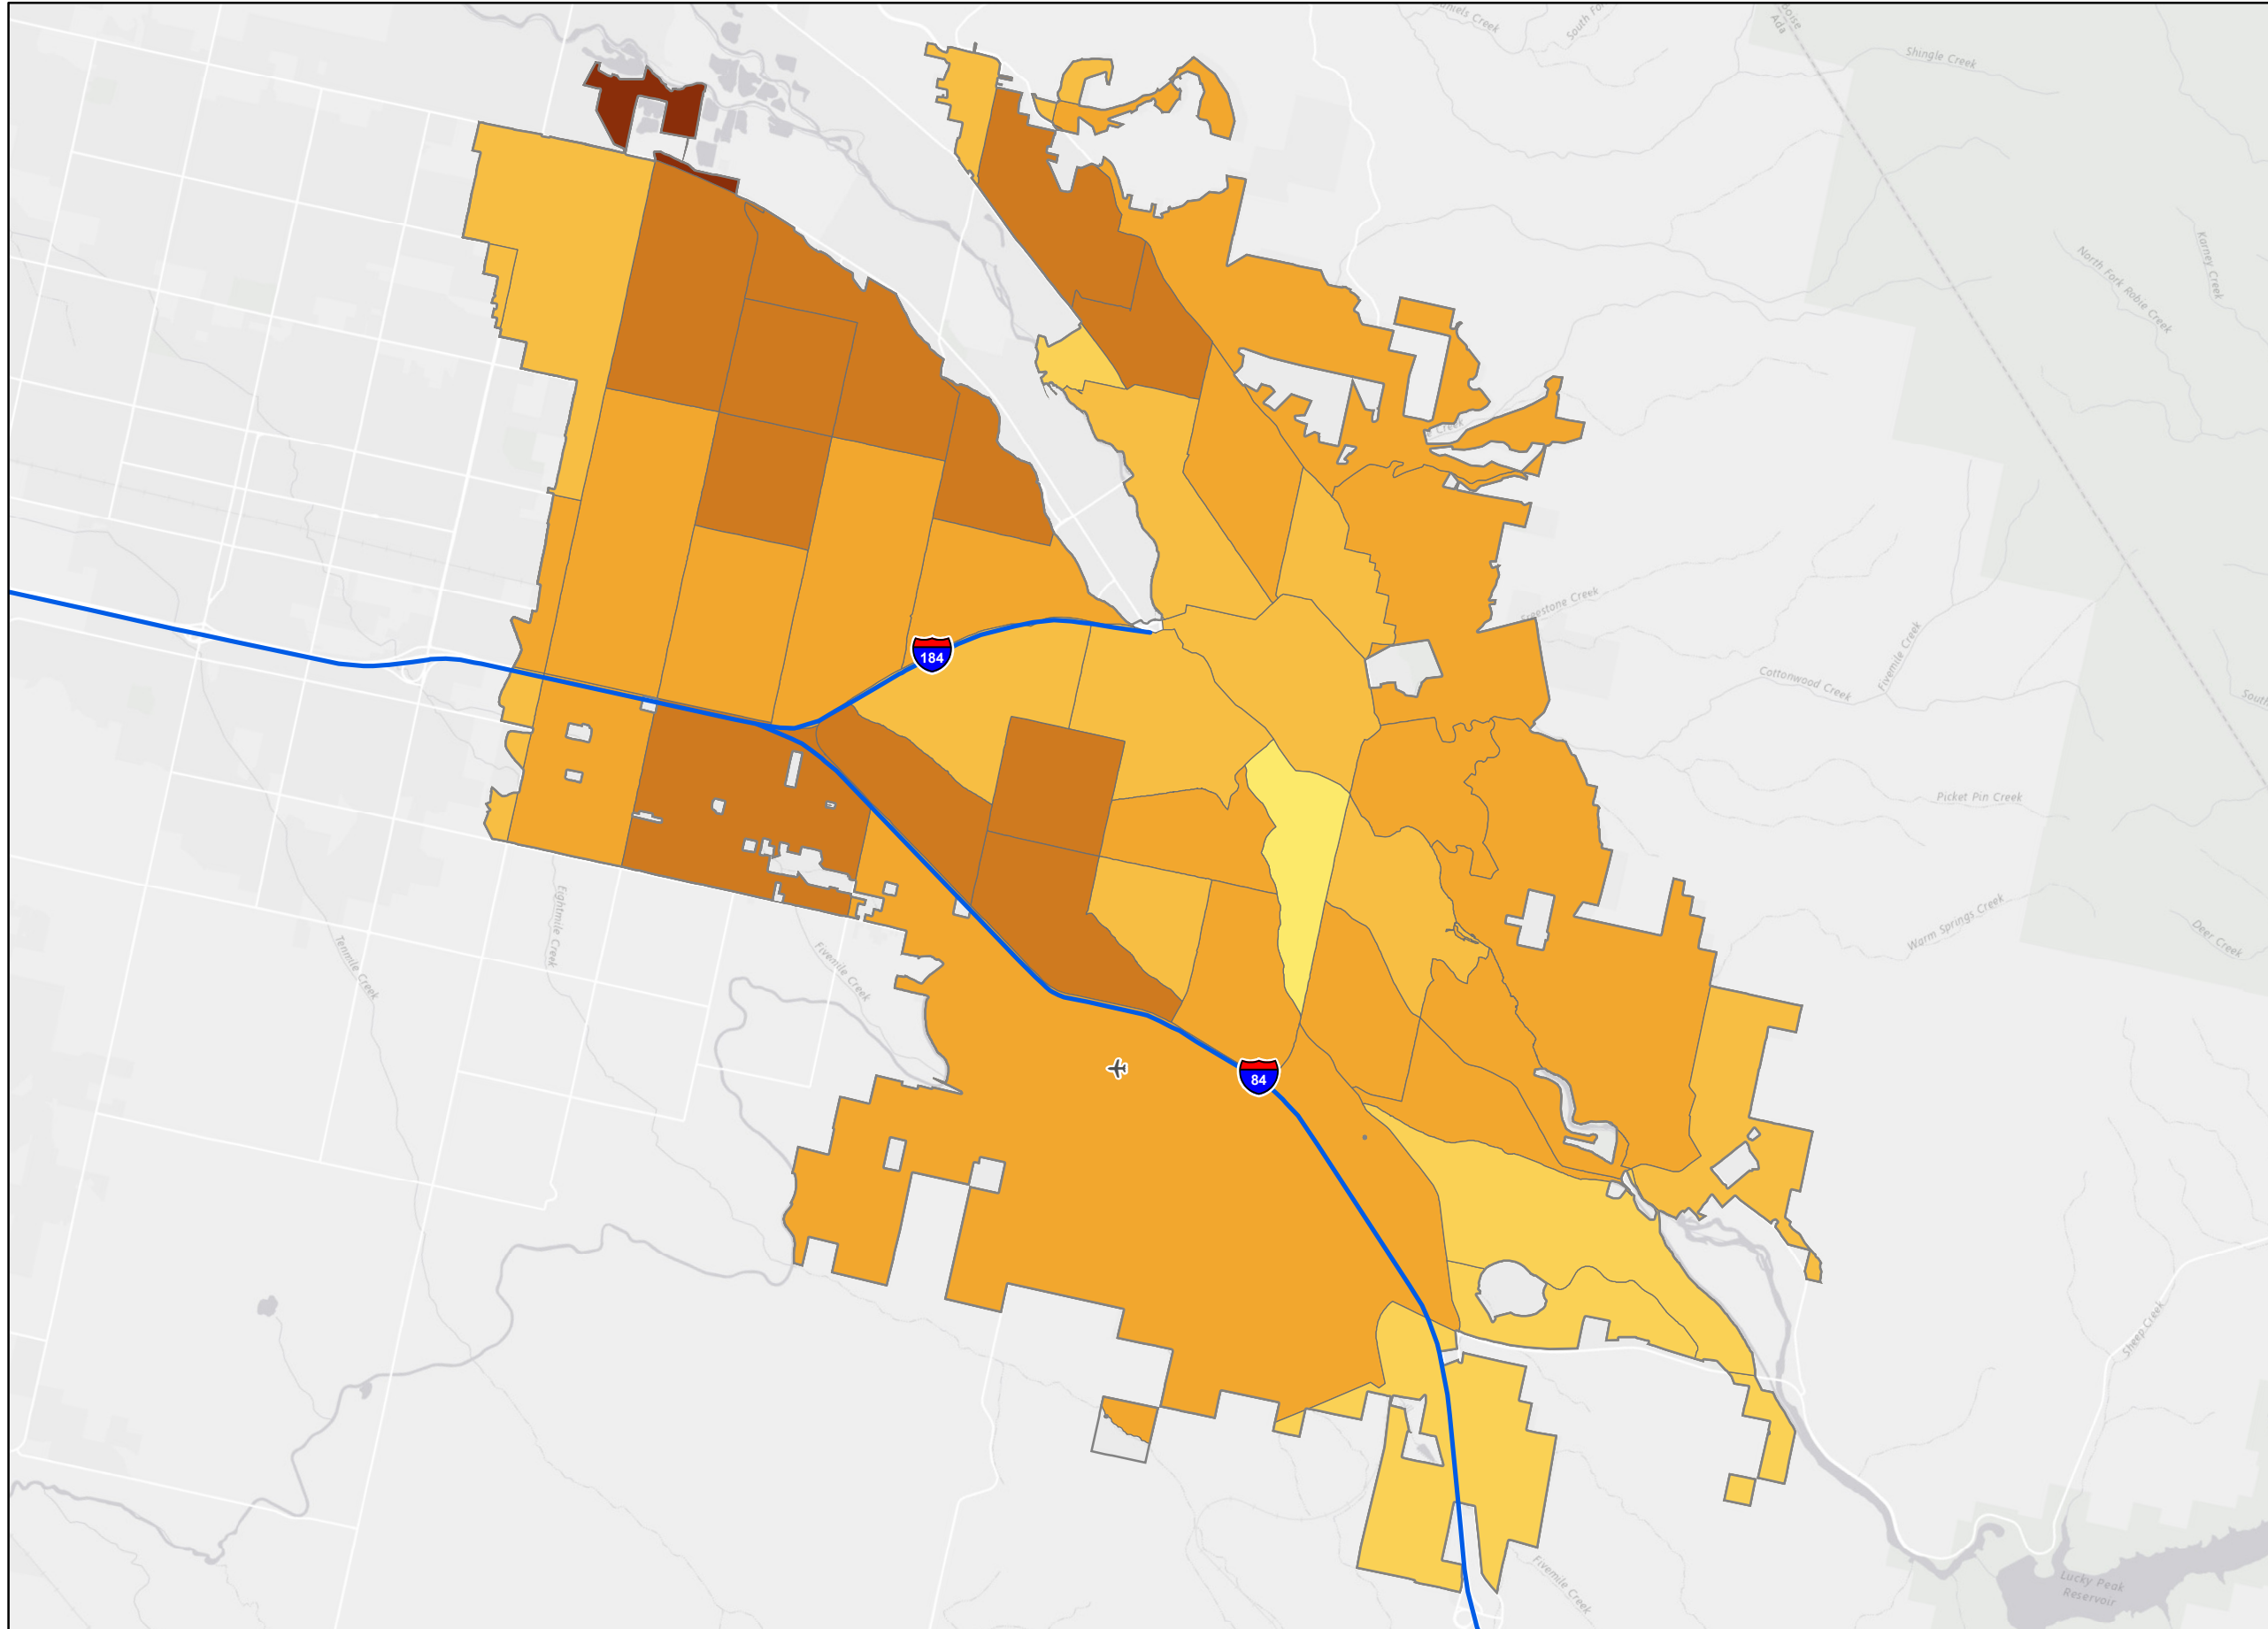 Boise
Ada
Shingle Creek
Karney Creek
North Fork Robie Creek
184
Freestone Creek
Fivemile Creek
Cottonwood Creek
Picket Pin Creek
Warm Springs Creek
Deer Creek
Eightmile Creek
Tenmile Creek
Fivemile Creek
84
Sheep Creek
Fivemile Creek
Lucky Peak
Reservoir